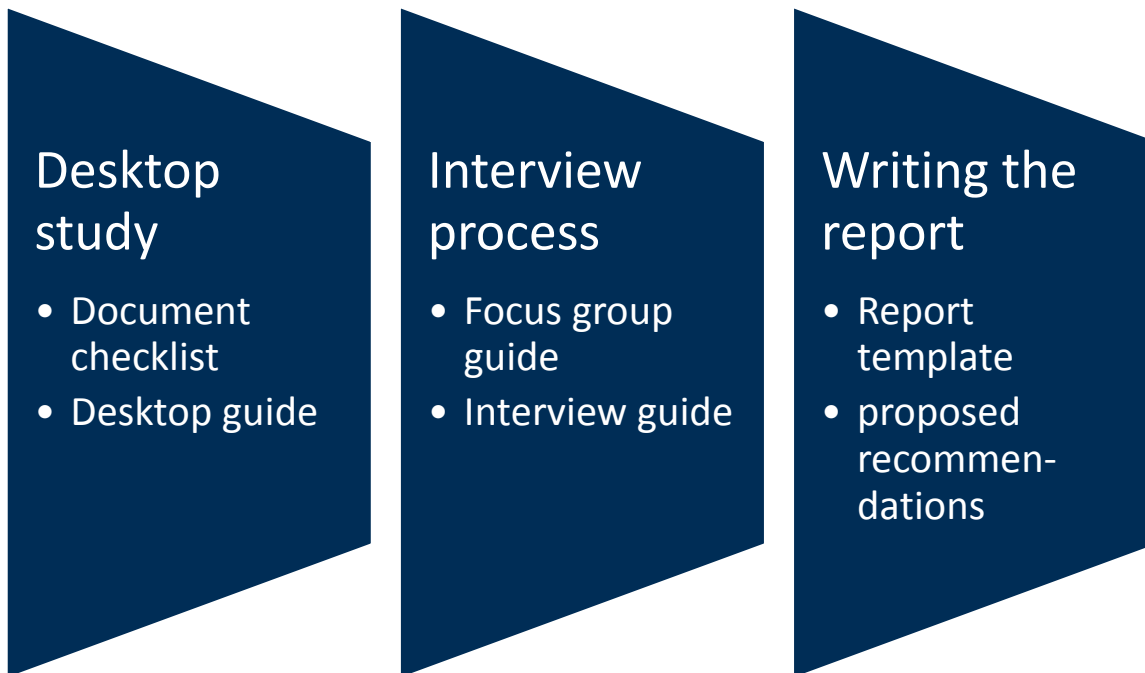 Desktop
study
• Document
checklist
• Desktop guide
Interview
process
• Focus group
guide
• Interview guide
Writing the
report
• Report
template
• proposed
recommen-
dations